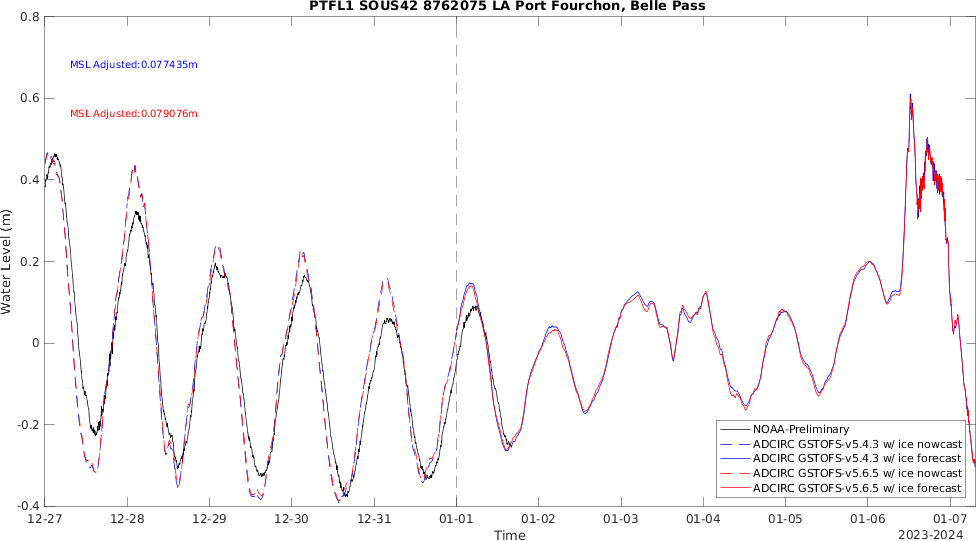 PTFL1 SOUS42 8762075 LA Port Fourchon, Belle Pass
0.8
0.6
0.4
0.2
0
-0.2
-0.4
Water Level (m)
MSL Adjusted:0.077435m
MSL Adjusted:0.079076m
NOAA-Preliminary
ADCIRC GSTOFS-v5.4.3 w/ ice nowcast
ADCIRC GSTOFS-v5.4.3 w/ ice forecast
ADCIRC GSTOFS-v5.6.5 w/ ice nowcast
ADCIRC GSTOFS-v5.6.5 w/ ice forecast
12-27 12-28 12-29 12-30 12-31 01-01 01-02 01-03 01-04 01-05 01-06 01-07
Time
2023-2024